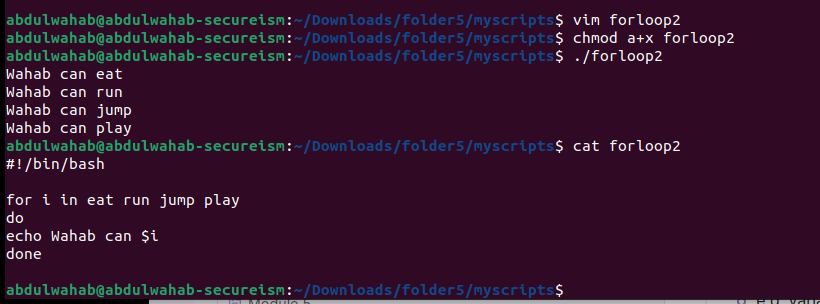 abdulwahab@abdulwahab-secureism:~/Downloads/folder5/myscripts$ vim forloop2
abdulwahab@abdulwahab-secureism:~/Downloads/folder5/myscripts$ chmod a+x forloop2
abdulwahab@abdulwahab-secureism:~/Downloads/folder5/myscripts$ ./forloop2
Wahab can eat
Wahab can run
Wahab can jump
Wahab can play
abdulwahab@abdulwahab-secureism:~/Downloads/folder5/myscripts$ cat forloop2
#!/bin/bash
for i in eat run jump play
do
echo Wahab can $i
done
abdulwahab@abdulwahab-secureism:~/Downloads/folder5/myscripts$